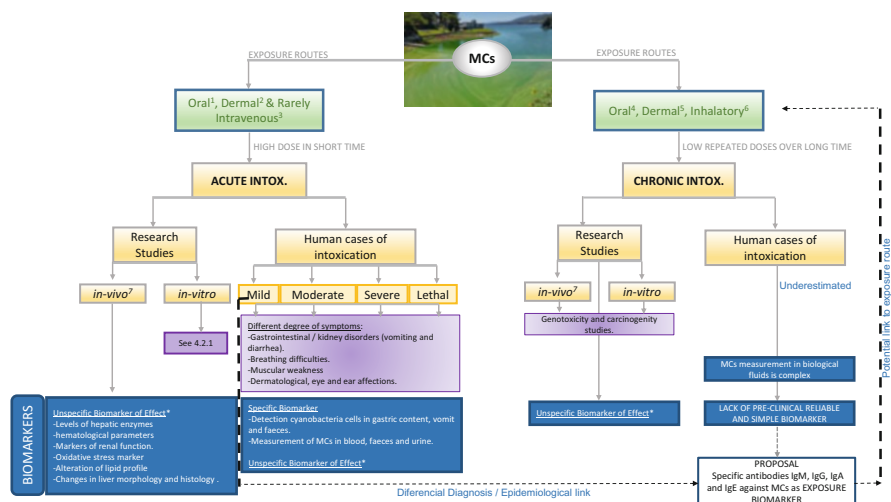 MCs
EXPOSURE ROUTES
EXPOSURE ROUTES
Oral¹, Dermal² & Rarely
Intravenous³
Oral⁴, Dermal⁵, Inhalatory⁶
HIGH DOSE IN SHORT TIME
LOW REPEATED DOSES OVER LONG TIME
ACUTE INTOX.
CHRONIC INTOX.
Research
Studies
Human cases of
intoxication
Research
Studies
Human cases of
intoxication
in-vivo⁷
in-vitro
Mild
Moderate
Severe
Lethal
in-vivo⁷
in-vitro
Underestimated
See 4.2.1
Different degree of symptoms:
-Gastrointestinal / kidney disorders (vomiting and
diarrhea).
-Breathing difficulties.
-Muscular weakness
-Dermatological, eye and ear affections.
Genotoxicity and carcinogenity
studies.
MCs measurement in biological
fluids is complex
BIOMARKERS
Unspecific Biomarker of Effect*
-Levels of hepatic enzymes
-hematological parameters
-Markers of renal function.
-Oxidative stress marker
-Alteration of lipid profile
-Changes in liver morphology and histology .
Specific Biomarker
-Detection cyanobacteria cells in gastric content, vomit
and faeces.
-Measurement of MCs in blood, faeces and urine.
Unspecific Biomarker of Effect*
Unspecific Biomarker of Effect*
LACK OF PRE-CLINICAL RELIABLE
AND SIMPLE BIOMARKER
PROPOSAL
Specific antibodies IgM, IgG, IgA
and IgE against MCs as EXPOSURE
BIOMARKER
Diferencial Diagnosis / Epidemiological link
Potential link to exposure route